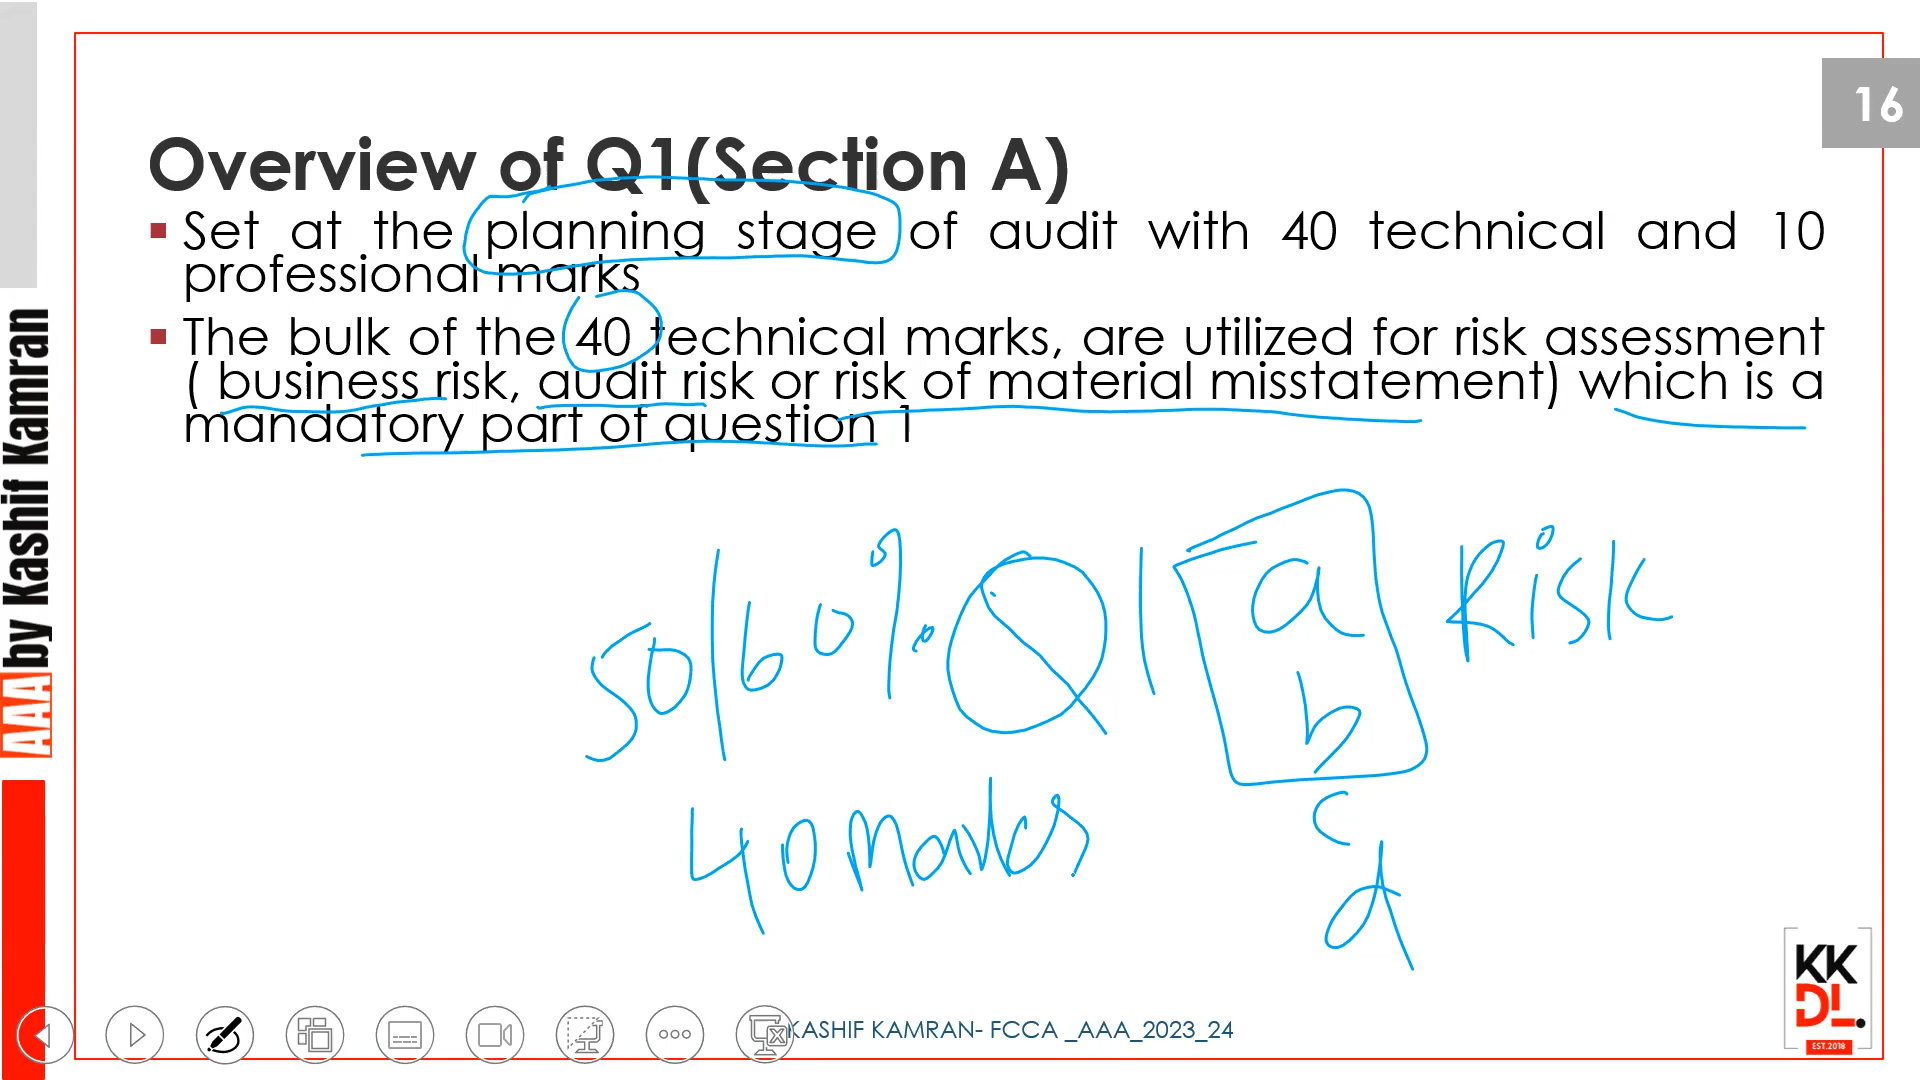 16
Overview of Q1(Section A)
Set at the planning stage of audit with 40 technical and 10
professional marks
The bulk of the 40 technical marks, are utilized for risk assessment
( business risk, audit risk or risk of material misstatement) which is a
mandatory part of question 1
50/60% Q1 a Risk
b
40 Marks c
d
AAA by Kashif Kamran
KASHIF KAMRAN- FCCA _AAA_2023_24
KK
DL.
EST.2018